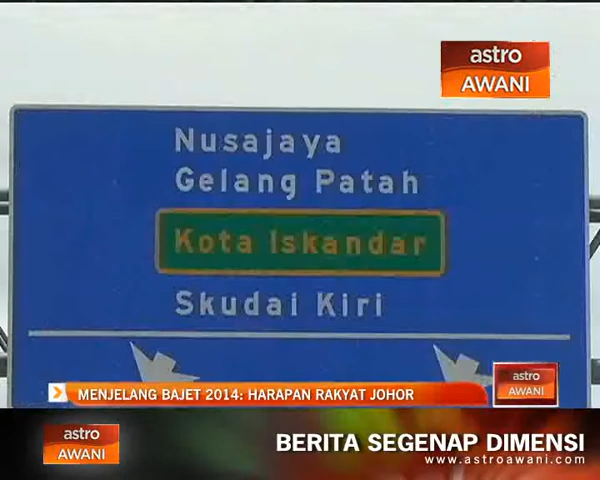 astro
AWANI
Nusajaya
Gelang Patah
Kota Iskandar
Skudai Kiri
MENJELANG BAJET 2014: HARAPAN RAKYAT JOHOR
astro
AWANI
astro
AWANI
BERITA SEGENAP DIMENSI
www.astroawani.com